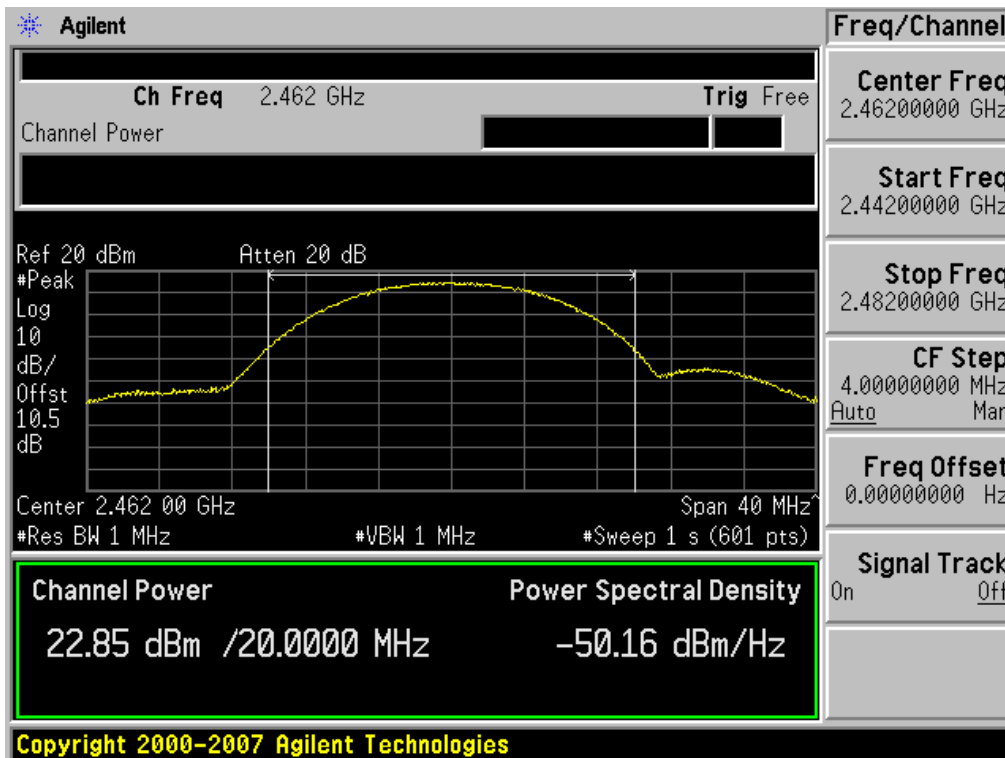 Agilent
Freq/Channel
Ch Freq 2.462 GHz Trig Free
Channel Power
Ref 20 dBm Atten 20 dB
#Peak
Log
10
dB/
Offst
10.5
dB
Center 2.462 00 GHz Span 40 MHz^
#Res BW 1 MHz #VBW 1 MHz #Sweep 1 s (601 pts)
Channel Power Power Spectral Density
22.85 dBm /20.0000 MHz -50.16 dBm/Hz
Copyright 2000-2007 Agilent Technologies
Center Freq
2.46200000 GHz
Start Freq
2.44200000 GHz
Stop Freq
2.48200000 GHz
CF Step
4.00000000 MHz
Auto Man
Freq Offset
0.00000000 Hz
Signal Track
On Off